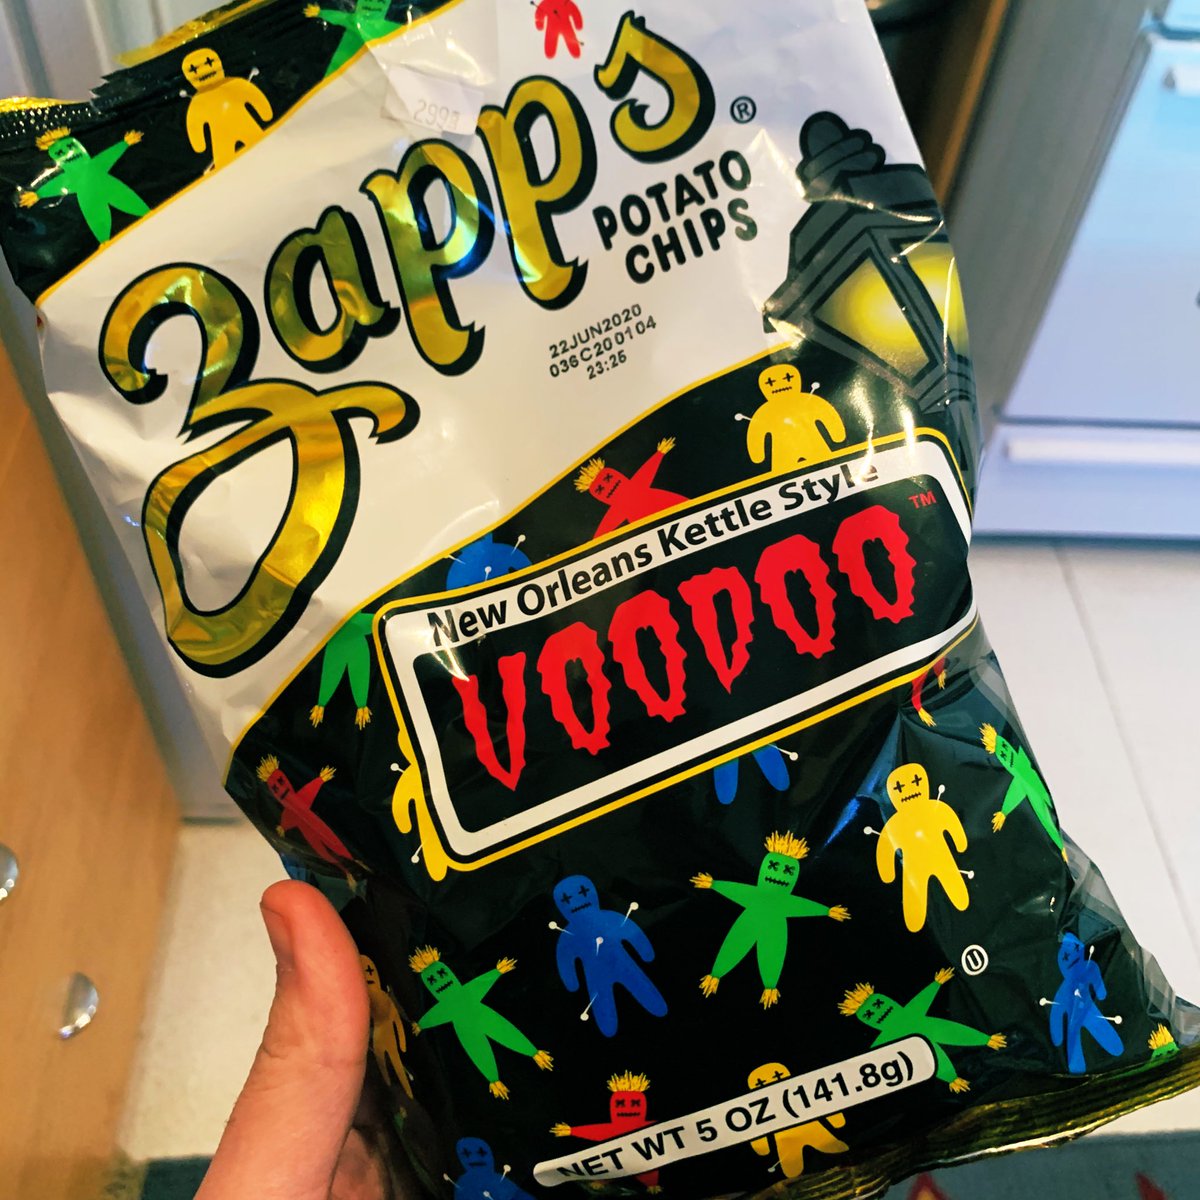 Zapp's®
POTATO
CHIPS
22JUN2020
036C200104
23:25
New Orleans Kettle Style
VOODOO™
U
NET WT 5 OZ (141.8g)